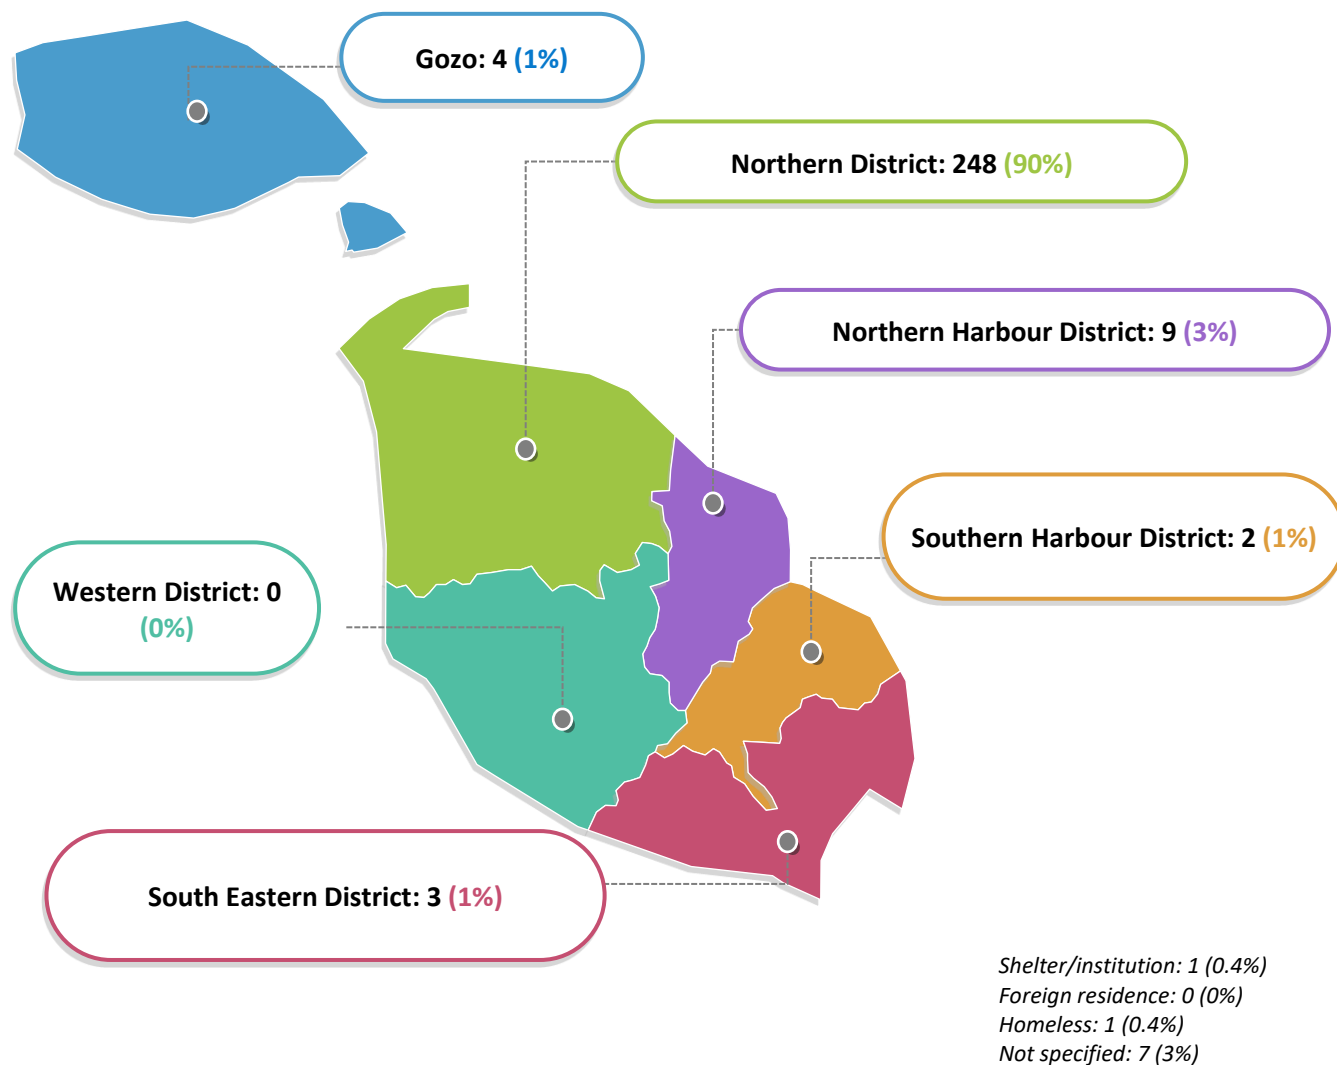 Gozo: 4 (1%)
Northern District: 248 (90%)
Northern Harbour District: 9 (3%)
Southern Harbour District: 2 (1%)
Western District: 0
(0%)
South Eastern District: 3 (1%)
Shelter/institution: 1 (0.4%)
Foreign residence: 0 (0%)
Homeless: 1 (0.4%)
Not specified: 7 (3%)